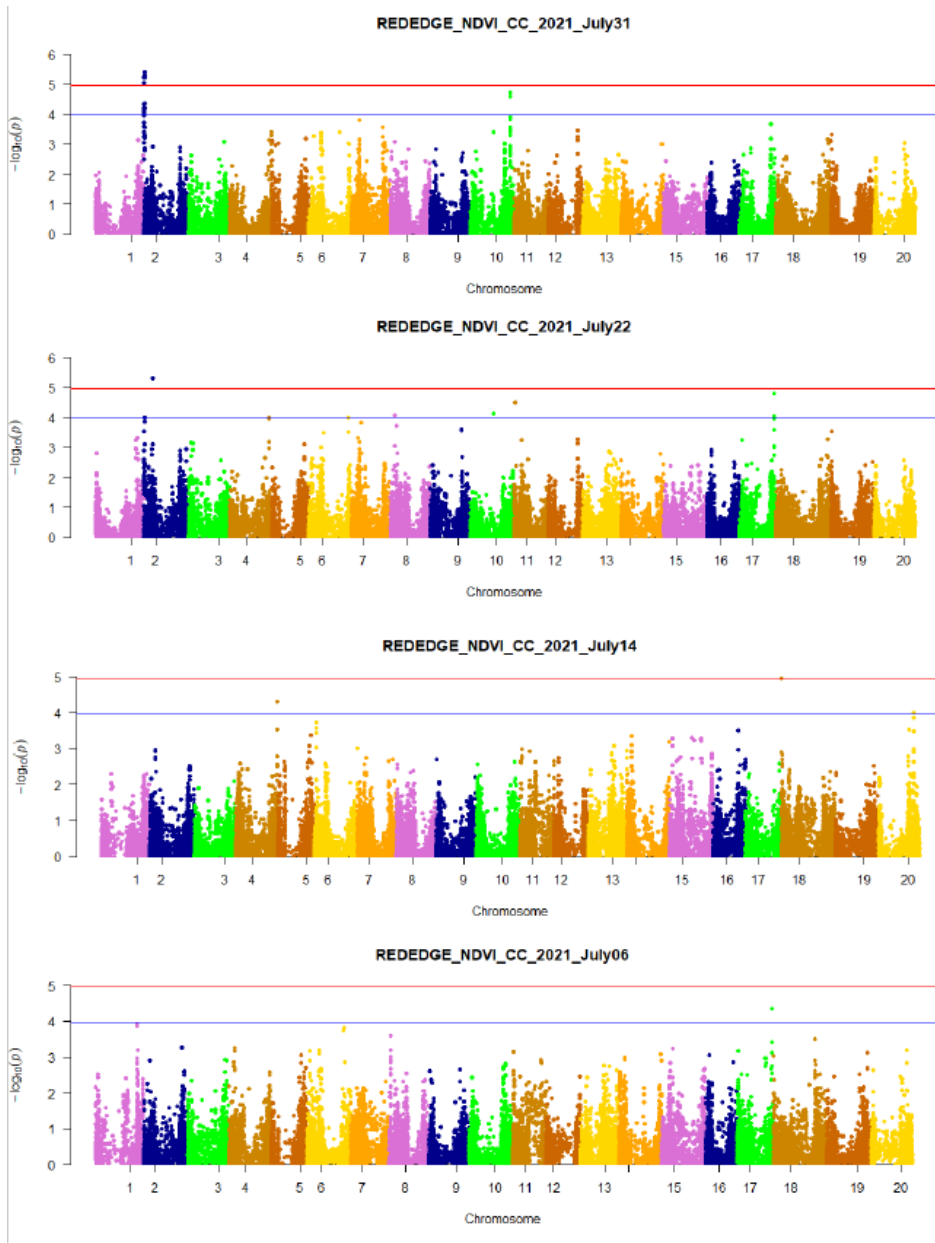 REDEDGE_NDVI_CC_2021_July31
6
5
4
3
2
1
0
−log10(p)
1 2 3 4 5 6 7 8 9 10 11 12 13 15 16 17 18 19 20
Chromosome
REDEDGE_NDVI_CC_2021_July22
6
5
4
3
2
1
0
−log10(p)
1 2 3 4 5 6 7 8 9 10 11 12 13 15 16 17 18 19 20
Chromosome
REDEDGE_NDVI_CC_2021_July14
5
4
3
2
1
0
−log10(p)
1 2 3 4 5 6 7 8 9 10 11 12 13 15 16 17 18 19 20
Chromosome
REDEDGE_NDVI_CC_2021_July06
5
4
3
2
1
0
−log10(p)
1 2 3 4 5 6 7 8 9 10 11 12 13 15 16 17 18 19 20
Chromosome